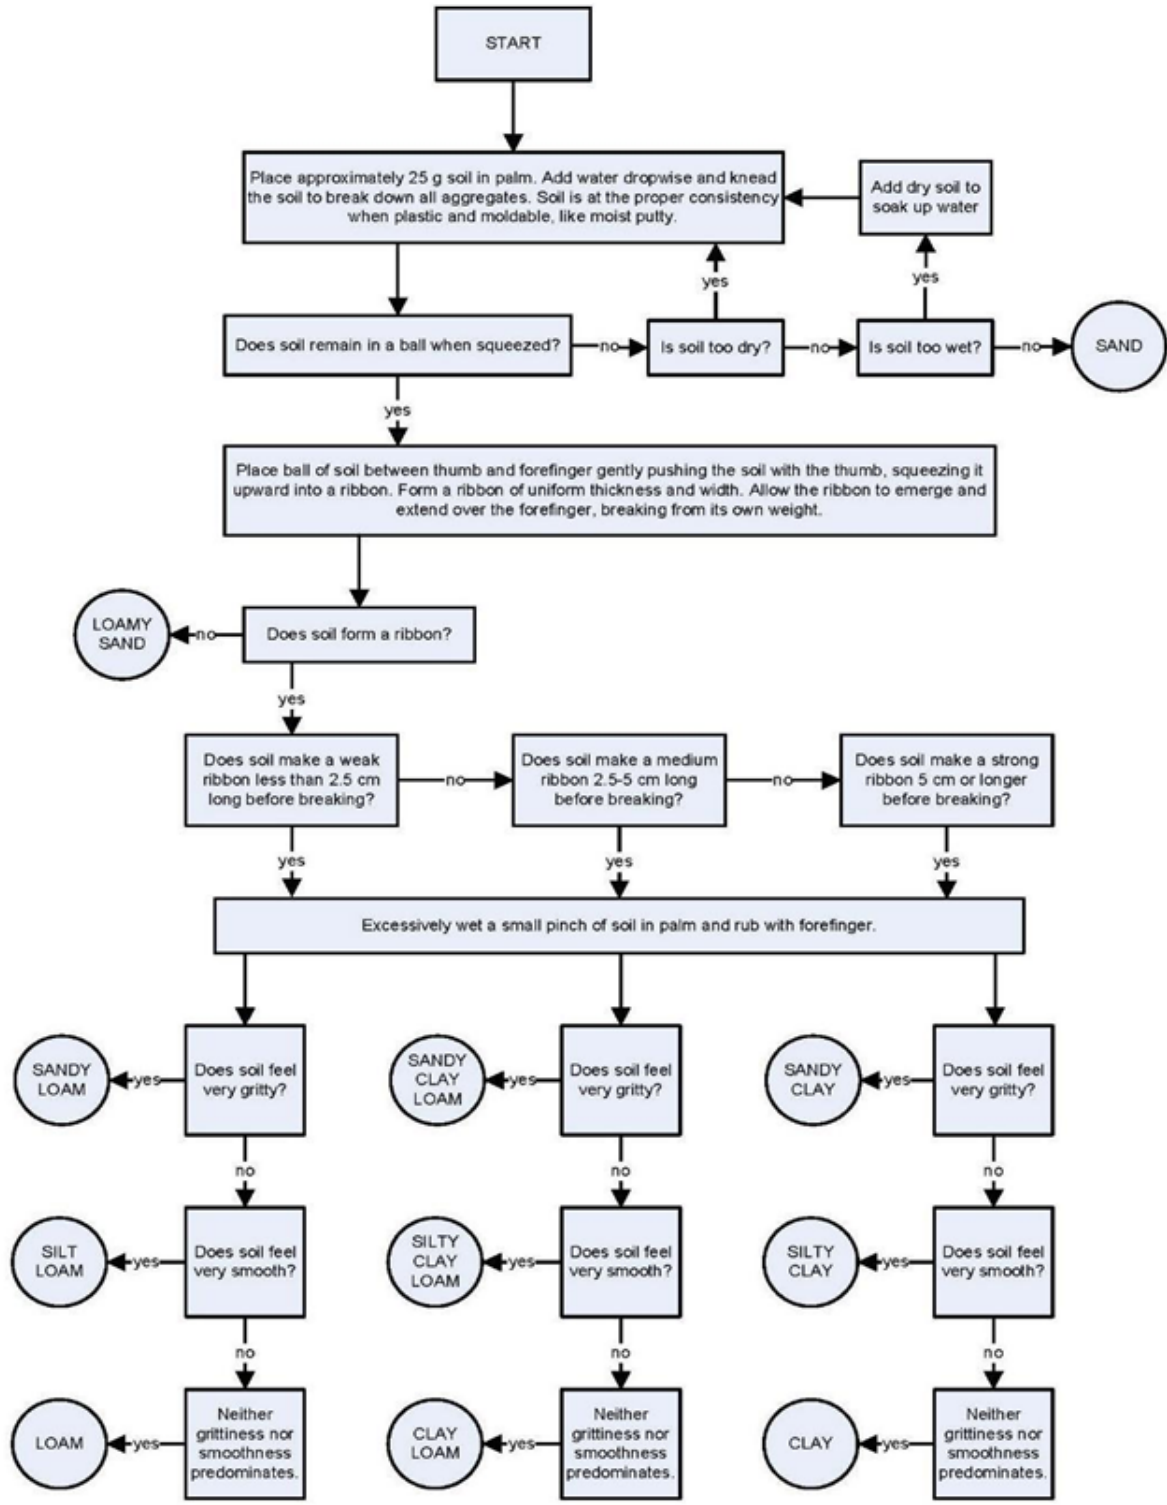 START
Place approximately 25 g soil in palm. Add water dropwise and knead
the soil to break down all aggregates. Soil is at the proper consistency
when plastic and moldable, like moist putty.
Add dry soil to
soak up water
yes
yes
Does soil remain in a ball when squeezed?
no
Is soil too dry?
no
Is soil too wet?
no
SAND
yes
Place ball of soil between thumb and forefinger gently pushing the soil with the thumb, squeezing it
upward into a ribbon. Form a ribbon of uniform thickness and width. Allow the ribbon to emerge and
extend over the forefinger, breaking from its own weight.
LOAMY
SAND
no
Does soil form a ribbon?
yes
Does soil make a weak
ribbon less than 2.5 cm
long before breaking?
no
Does soil make a medium
ribbon 2.5-5 cm long
before breaking?
no
Does soil make a strong
ribbon 5 cm or longer
before breaking?
yes
yes
yes
Excessively wet a small pinch of soil in palm and rub with forefinger.
SANDY
LOAM
yes
Does soil feel
very gritty?
SANDY
CLAY
LOAM
yes
Does soil feel
very gritty?
SANDY
CLAY
yes
Does soil feel
very gritty?
no
no
no
SILT
LOAM
yes
Does soil feel
very smooth?
SILTY
CLAY
LOAM
yes
Does soil feel
very smooth?
SILTY
CLAY
yes
Does soil feel
very smooth?
no
no
no
LOAM
yes
Neither
grittiness nor
smoothness
predominates.
CLAY
LOAM
yes
Neither
grittiness nor
smoothness
predominates.
CLAY
yes
Neither
grittiness nor
smoothness
predominates.